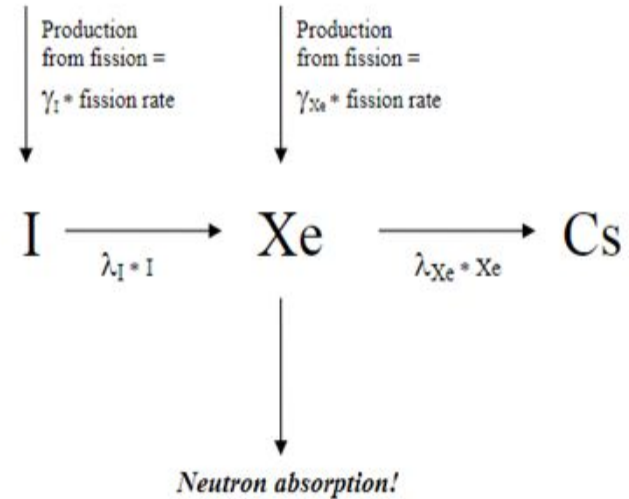 Production
from fission =
γI * fission rate
Production
from fission =
γXe * fission rate
I
Xe
Cs
λI * I
λXe * Xe
Neutron absorption!